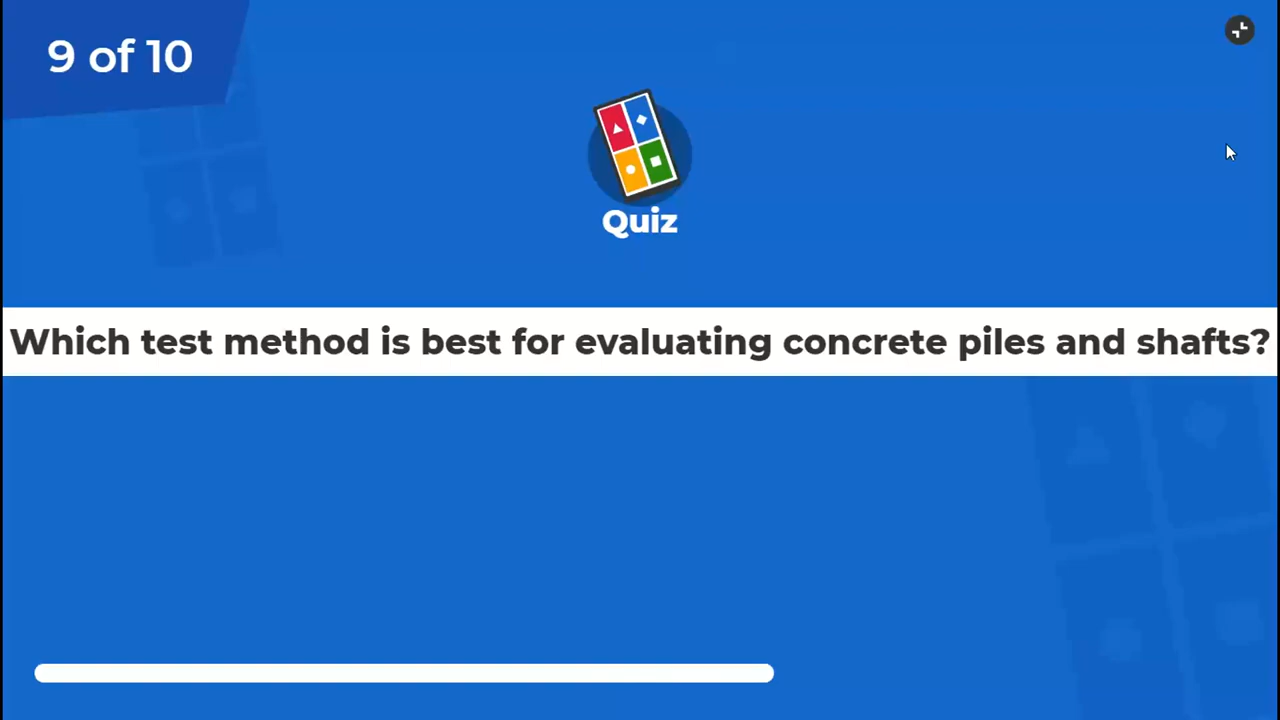 9 of 10
Quiz
Which test method is best for evaluating concrete piles and shafts?